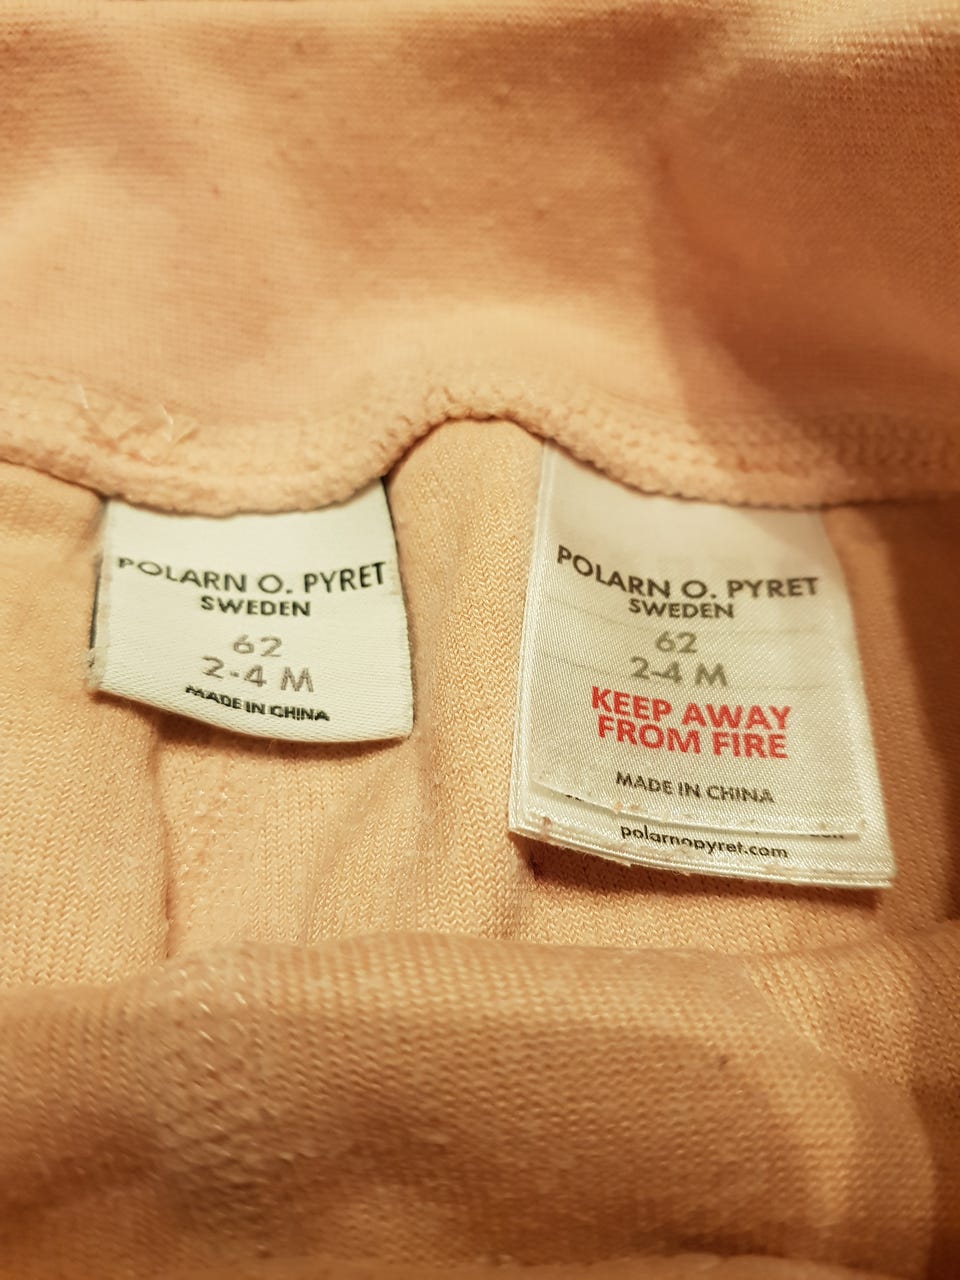 POLARN O. PYRET
SWEDEN
62
2-4 M
MADE IN CHINA
POLARN O. PYRET
SWEDEN
62
2-4 M
KEEP AWAY
FROM FIRE
MADE IN CHINA
polarnopyret.com